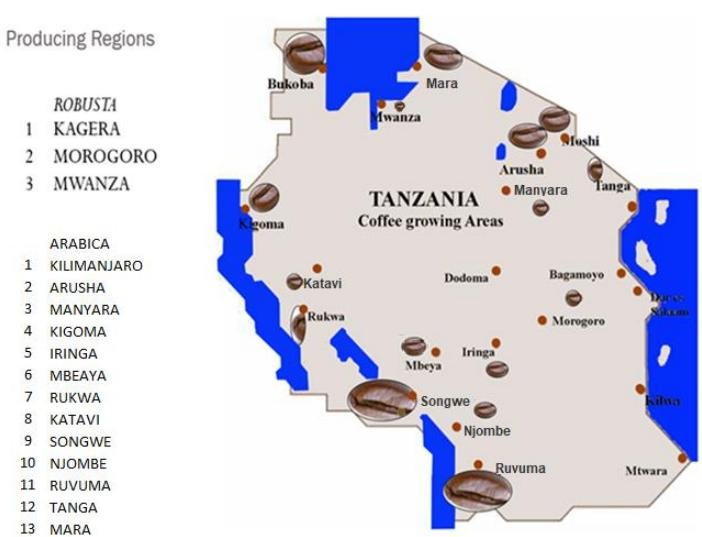 Producing Regions
ROBUSTA
1 KAGERA
2 MOROGORO
3 MWANZA
ARABICA
1 KILIMANJARO
2 ARUSHA
3 MANYARA
4 KIGOMA
5 IRINGA
6 MBEAYA
7 RUKWA
8 KATAVI
9 SONGWE
10 NJOMBE
11 RUVUMA
12 TANGA
13 MARA
Bukoba
Mara
Mwanza
Moshi
Arusha
Manyara
Tanga
TANZANIA
Coffee growing Areas
Kigoma
Katavi
Dodoma
Bagamoyo
Dar es
Salaam
Rukwa
Morogoro
Mbeya
Iringa
Songwe
Kilwa
Njombe
Ruvuma
Mtwara